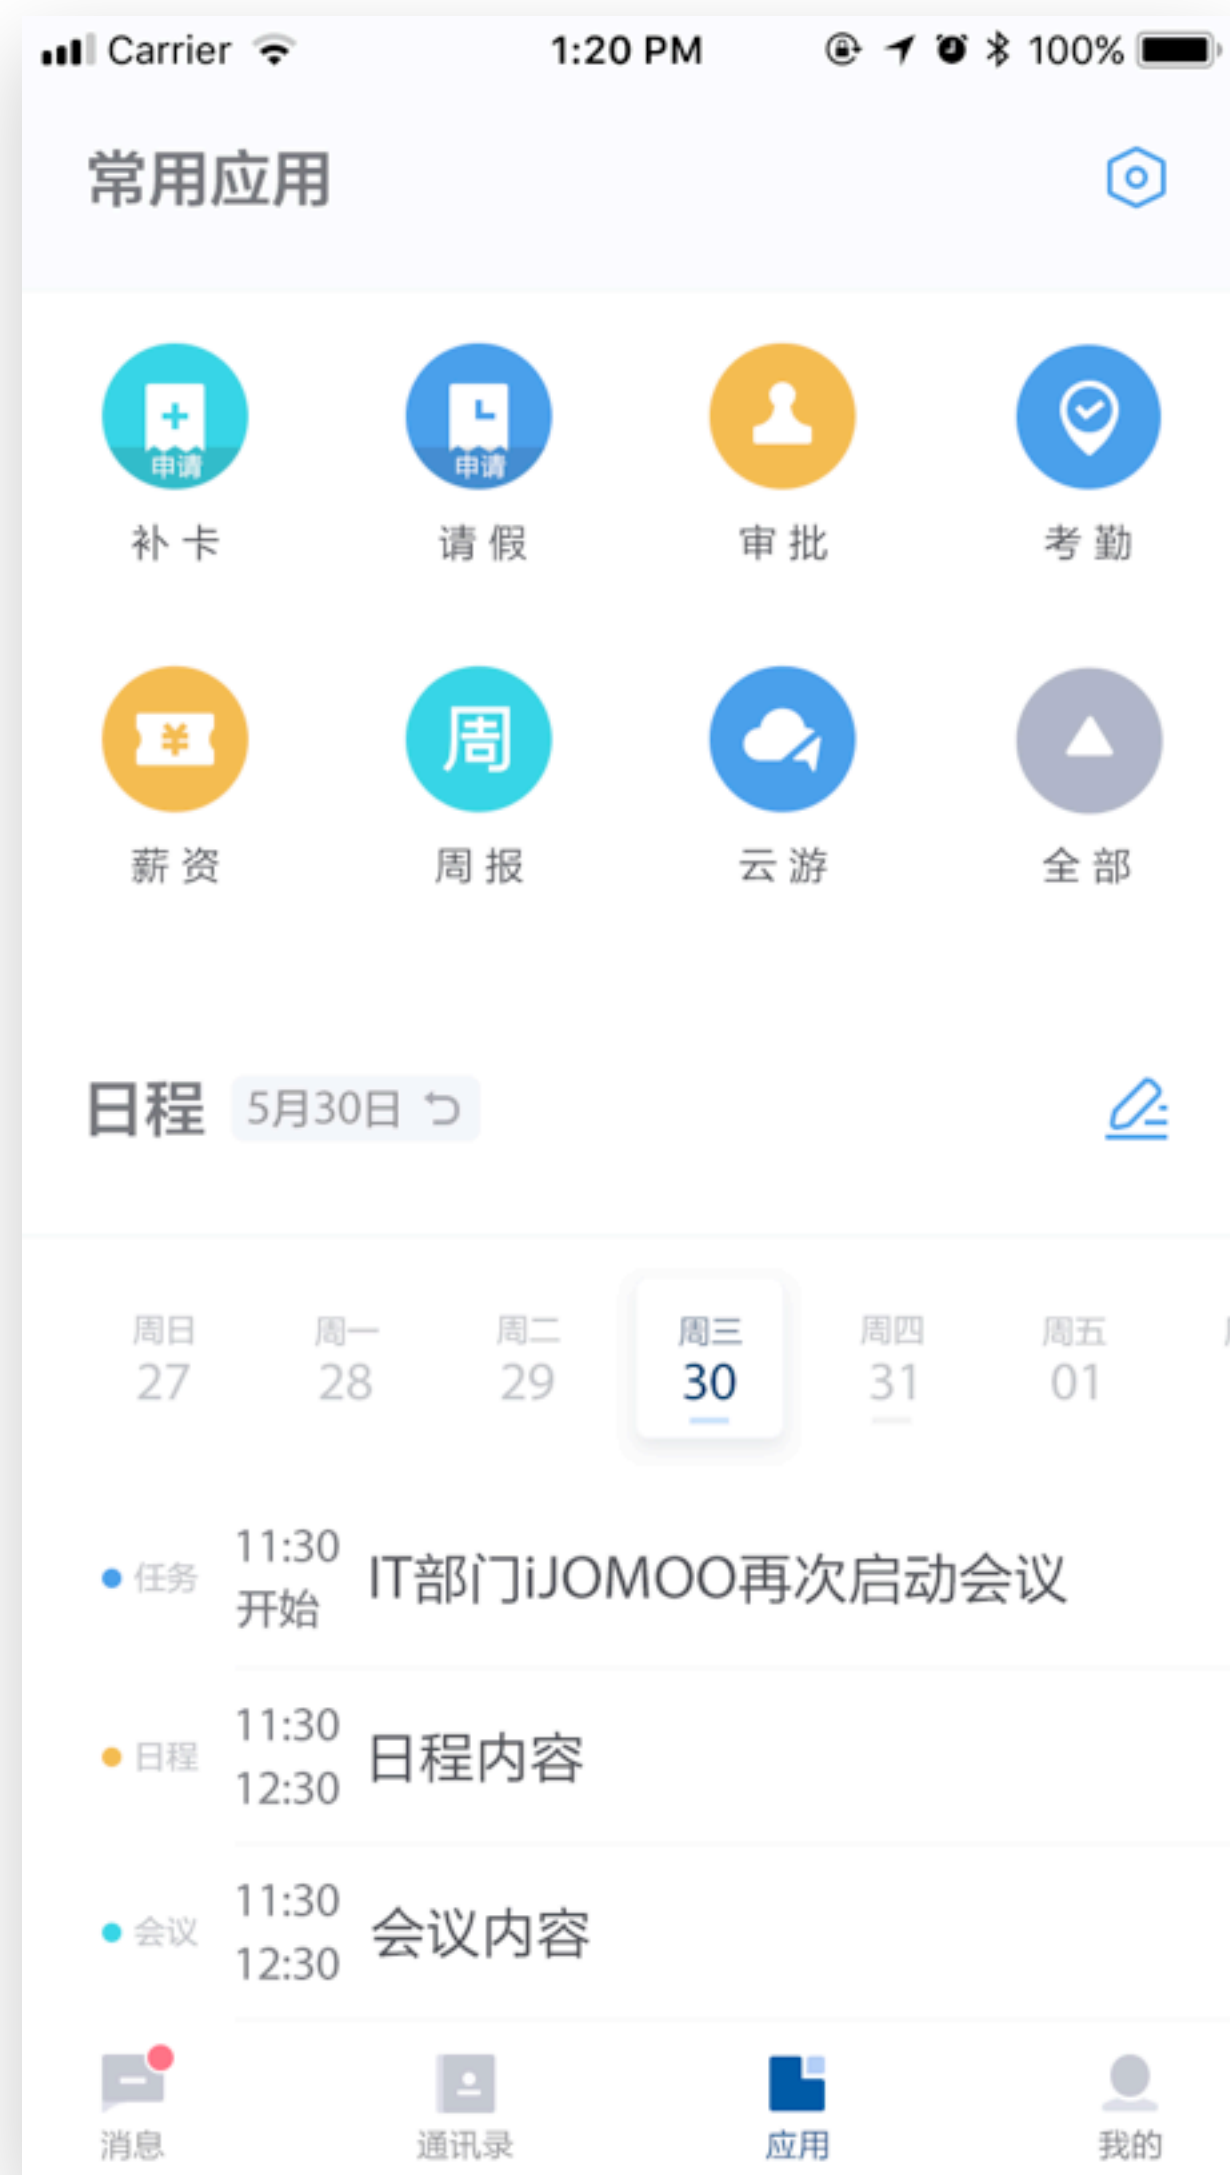 Carrier 1:20 PM 100%
常用应用
申请 申请
补卡 请假 审批 考勤
¥ 周
薪资 周报 云游 全部
日程 5月30日
周日 周一 周二 周三 周四 周五
27 28 29 30 31 01
任务 11:30 开始 IT部门iJOMOO再次启动会议
日程 11:30 12:30 日程内容
会议 11:30 12:30 会议内容
消息 通讯录 应用 我的